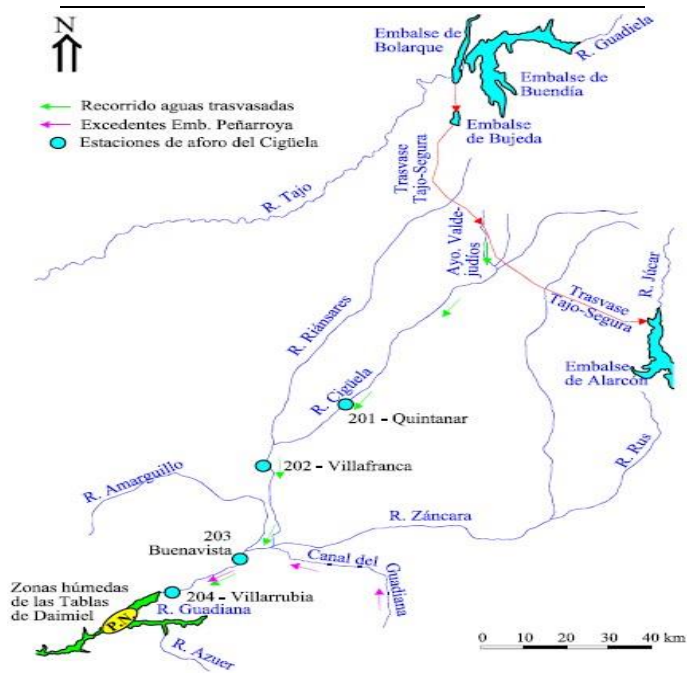 N
Embalse de
Bolarque
R. Guadiela
Embalse de
Buendía
Recorrido aguas trasvasadas
Excedentes Emb. Peñarroya
Estaciones de aforo del Cigüela
Embalse
de Bujeda
R. Tajo
Trasvase
Tajo-Segura
Ayo. Valde-
judíos
R. Júcar
Trasvase
Tajo-Segura
R. Riánsares
Embalse
de Alarcón
R. Cigüela
201 - Quintanar
202 - Villafranca
R. Rus
R. Amarguillo
R. Záncara
203
Buenavista
Canal del
Guadiana
Zonas húmedas
de las Tablas
de Daimiel
204 - Villarrubia
P.N.
R. Guadiana
R. Azuer
0 10 20 30 40 km